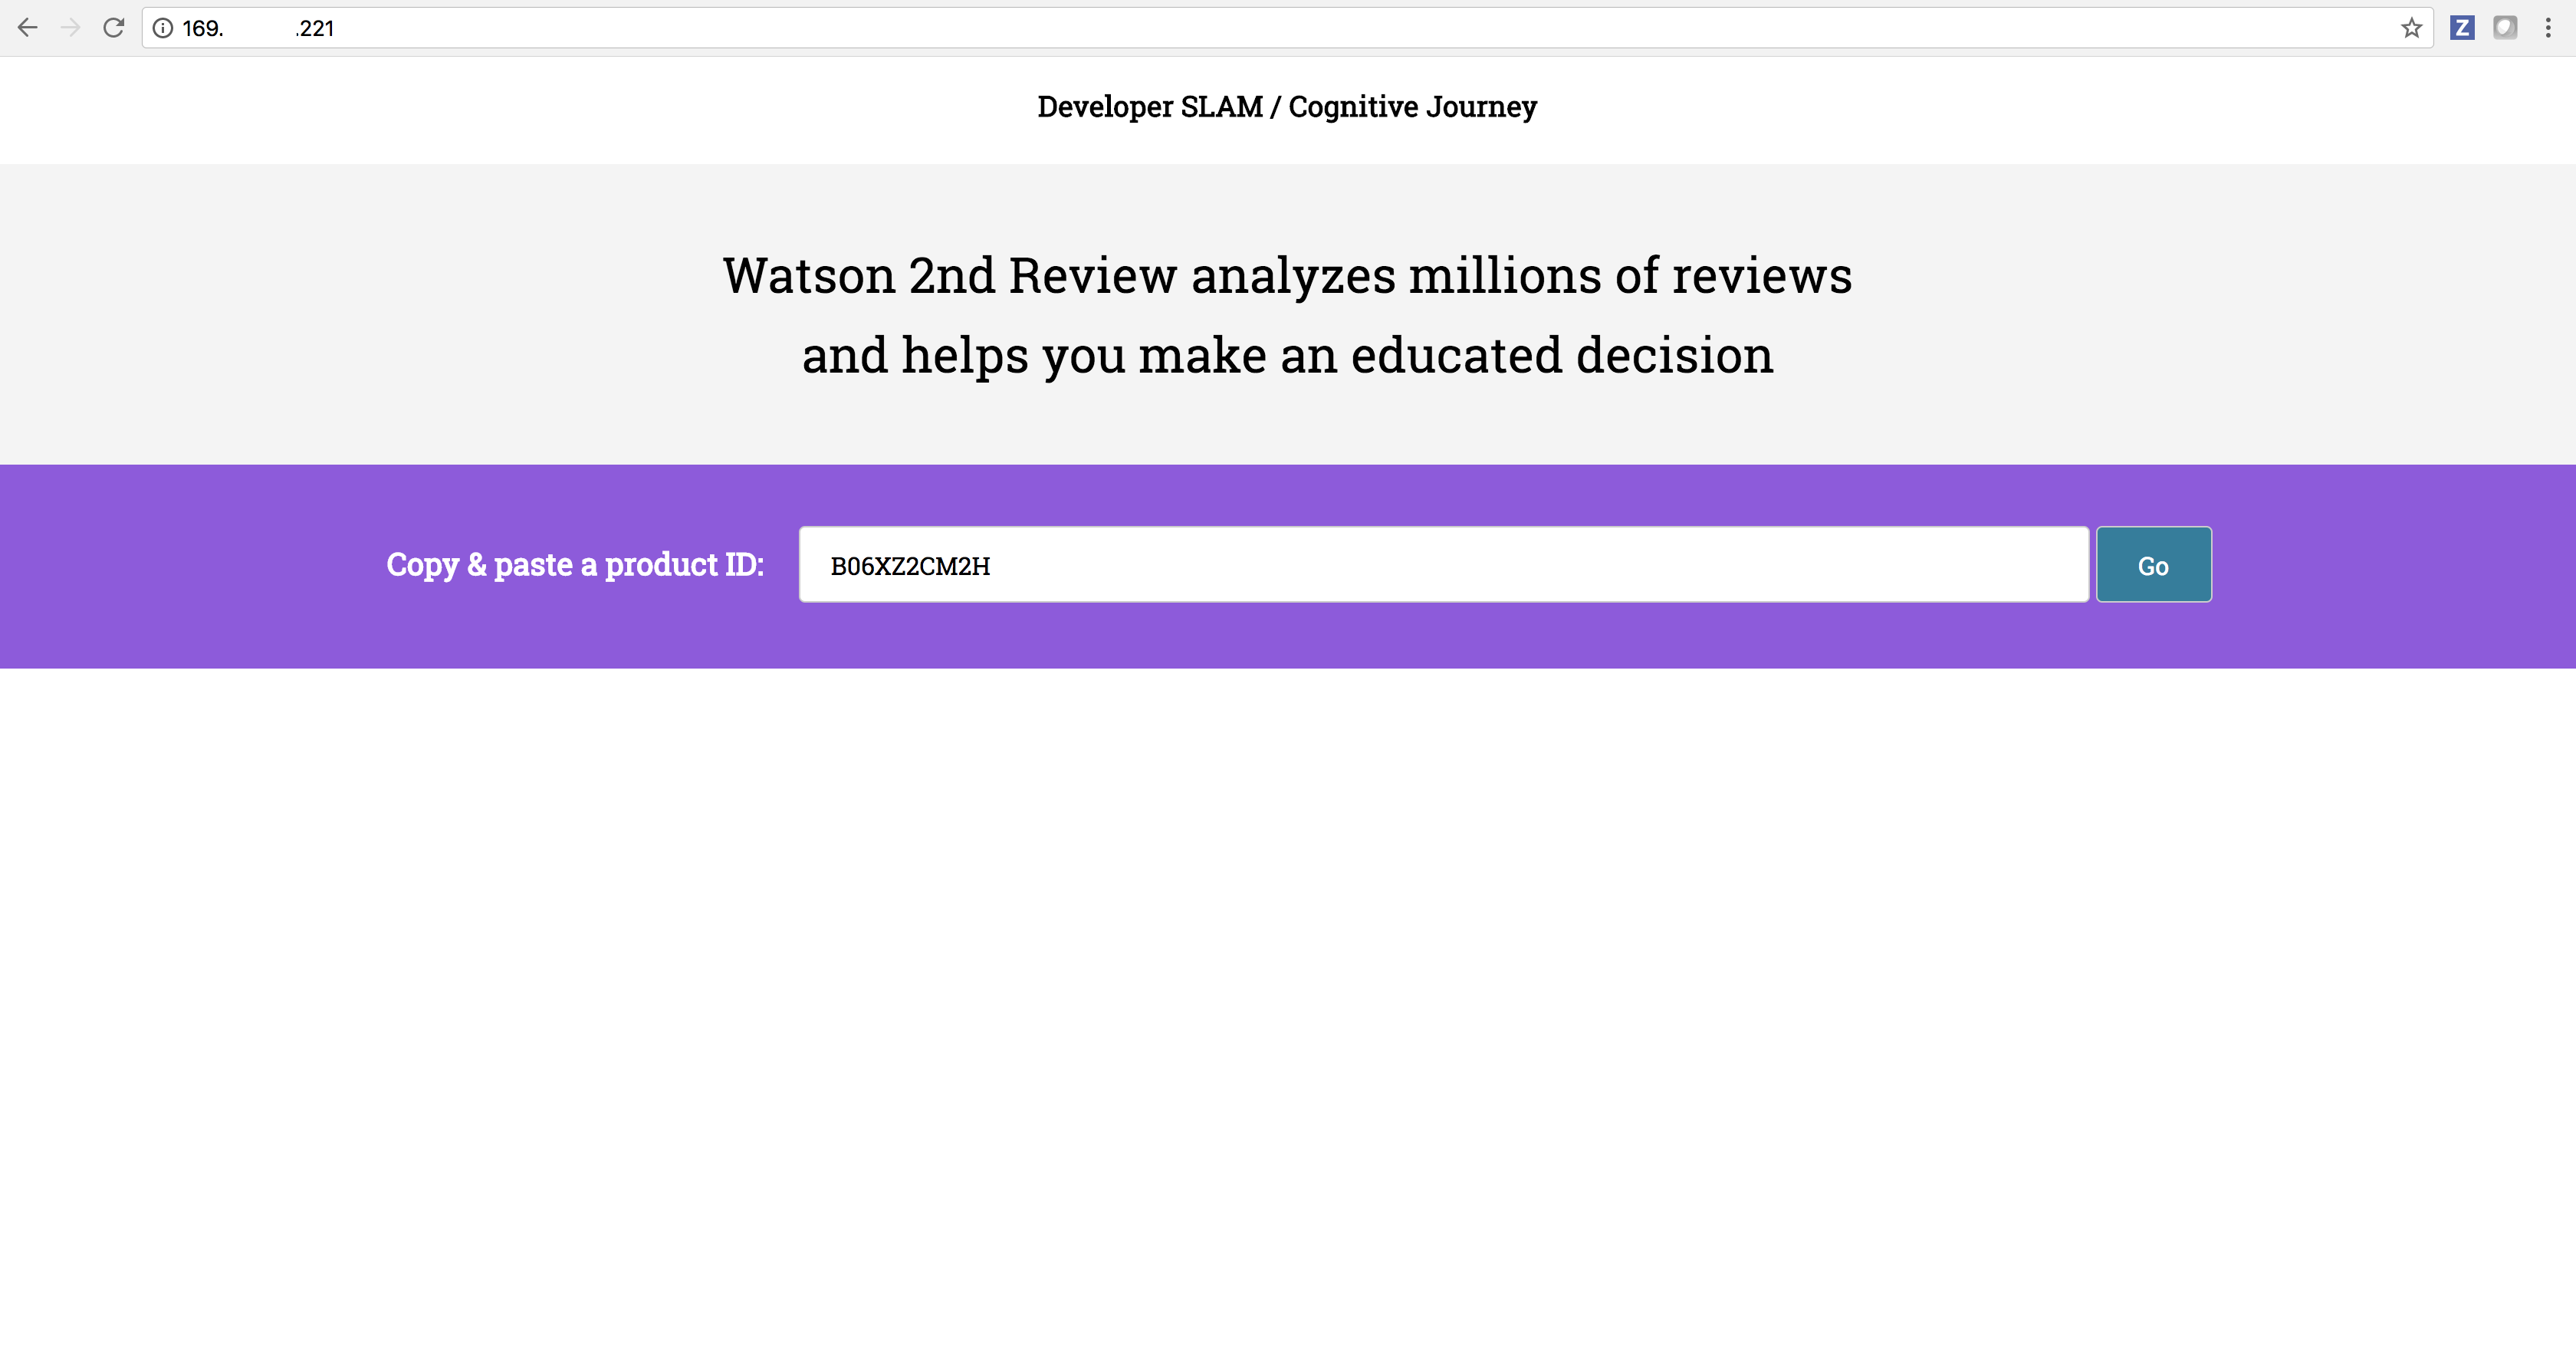 169. .221
Z
Developer SLAM / Cognitive Journey
Watson 2nd Review analyzes millions of reviews
and helps you make an educated decision
Copy & paste a product ID: B06XZ2CM2H Go